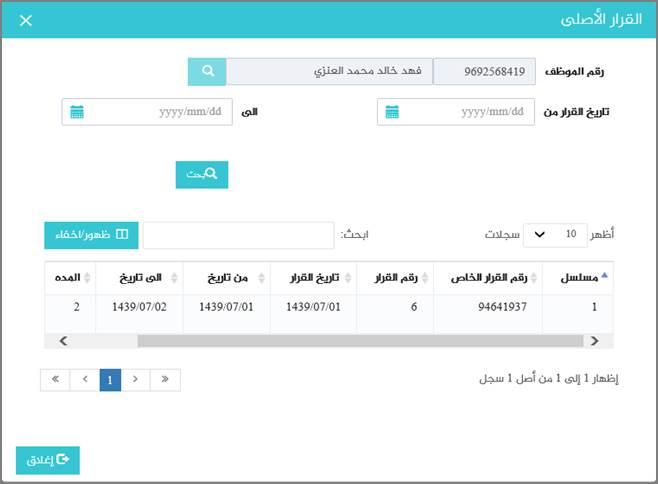 القرار الأصلى
رقم الموظف 9692568419 فهد خالد محمد العنزي
تاريخ القرار من yyyy/mm/dd الى yyyy/mm/dd
بحث
أظهر 10 سجلات ابحث: ظهور/اخفاء
مسلسل رقم القرار الخاص رقم القرار تاريخ القرار من تاريخ الى تاريخ المده
1 94641937 6 1439/07/01 1439/07/01 1439/07/02 2
إظهار 1 إلى 1 من أصل 1 سجل
1
إغلاق